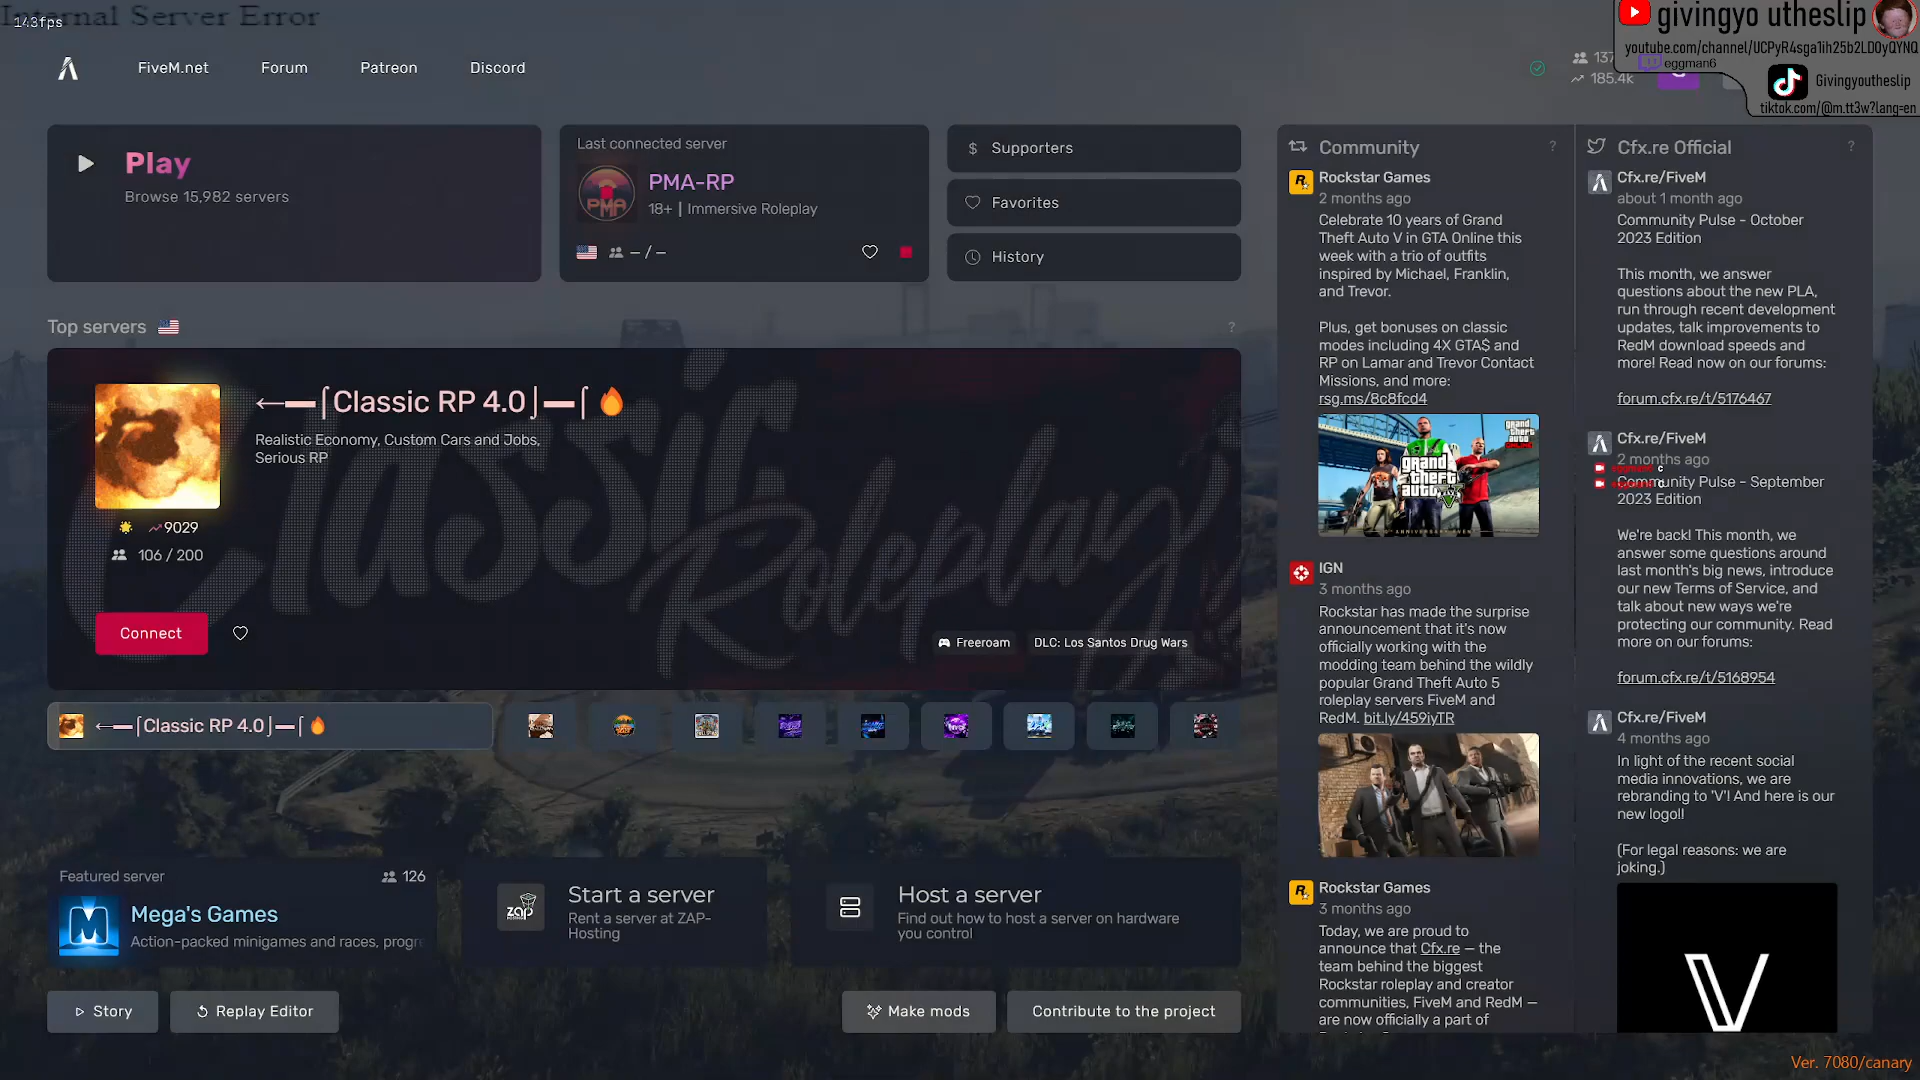 Internal Server Error
143fps
givingyo utheslip
youtube.com/channel/UCPyR4sga1ih25b2LD0yQYNQ
eggman6
Givingyoutheslip
tiktok.com/@m.tt3w?lang=en
FiveM.net
Forum
Patreon
Discord
137
185.4k
Play
Browse 15,982 servers
Last connected server
PMA-RP
18+ | Immersive Roleplay
PMA
– / –
$ Supporters
Favorites
History
Top servers
?
←—⌠Classic RP 4.0⌡—⌠
Realistic Economy, Custom Cars and Jobs,
Serious RP
Classic
Roleplay
9029
106 / 200
Connect
Freeroam
DLC: Los Santos Drug Wars
←—⌠Classic RP 4.0⌡—⌠
Featured server
126
Mega's Games
Action-packed minigames and races, progre
ZAP
Start a server
Rent a server at ZAP-
Hosting
Host a server
Find out how to host a server on hardware
you control
Story
Replay Editor
Make mods
Contribute to the project
Community
?
Rockstar Games
2 months ago
Celebrate 10 years of Grand
Theft Auto V in GTA Online this
week with a trio of outfits
inspired by Michael, Franklin,
and Trevor.
Plus, get bonuses on classic
modes including 4X GTA$ and
RP on Lamar and Trevor Contact
Missions, and more:
rsg.ms/8c8fcd4
grand
theft
auto
V
IGN
3 months ago
Rockstar has made the surprise
announcement that it's now
officially working with the
modding team behind the wildly
popular Grand Theft Auto 5
roleplay servers FiveM and
RedM. bit.ly/459iyTR
Rockstar Games
3 months ago
Today, we are proud to
announce that Cfx.re — the
team behind the biggest
Rockstar roleplay and creator
communities, FiveM and RedM —
are now officially a part of
Cfx.re Official
?
Cfx.re/FiveM
about 1 month ago
Community Pulse - October
2023 Edition
This month, we answer
questions about the new PLA,
run through recent development
updates, talk improvements to
RedM download speeds and
more! Read now on our forums:
forum.cfx.re/t/5176467
Cfx.re/FiveM
2 months ago
Community Pulse - September
2023 Edition
We're back! This month, we
answer some questions around
last month's big news, introduce
our new Terms of Service, and
talk about new ways we're
protecting our community. Read
more on our forums:
forum.cfx.re/t/5168954
Cfx.re/FiveM
4 months ago
In light of the recent social
media innovations, we are
rebranding to 'V'! And here is our
new logo!!
(For legal reasons: we are
joking.)
V
Ver. 7080/canary